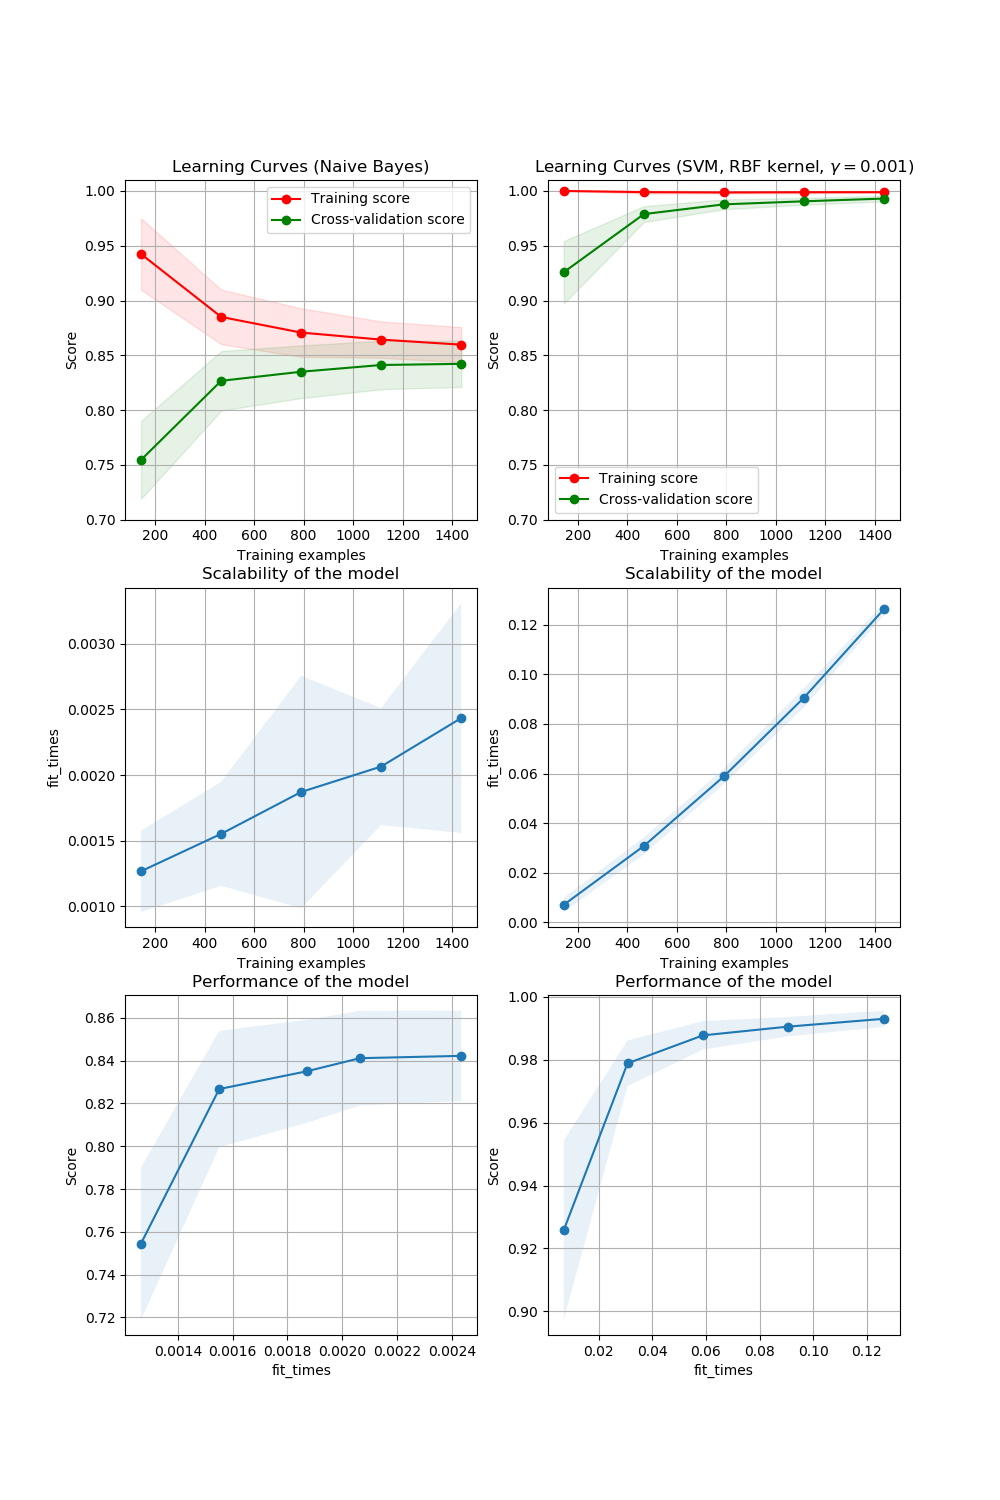 Learning Curves (Naive Bayes)
1.00
0.95
0.90
0.85
0.80
0.75
0.70
Score
Training score
Cross-validation score
200 400 600 800 1000 1200 1400
Training examples
Learning Curves (SVM, RBF kernel, γ = 0.001)
1.00
0.95
0.90
0.85
0.80
0.75
0.70
Score
Training score
Cross-validation score
200 400 600 800 1000 1200 1400
Training examples
Scalability of the model
0.0030
0.0025
0.0020
0.0015
0.0010
fit_times
200 400 600 800 1000 1200 1400
Training examples
Scalability of the model
0.12
0.10
0.08
0.06
0.04
0.02
0.00
fit_times
200 400 600 800 1000 1200 1400
Training examples
Performance of the model
0.86
0.84
0.82
0.80
0.78
0.76
0.74
0.72
Score
0.0014 0.0016 0.0018 0.0020 0.0022 0.0024
fit_times
Performance of the model
1.00
0.98
0.96
0.94
0.92
0.90
Score
0.02 0.04 0.06 0.08 0.10 0.12
fit_times